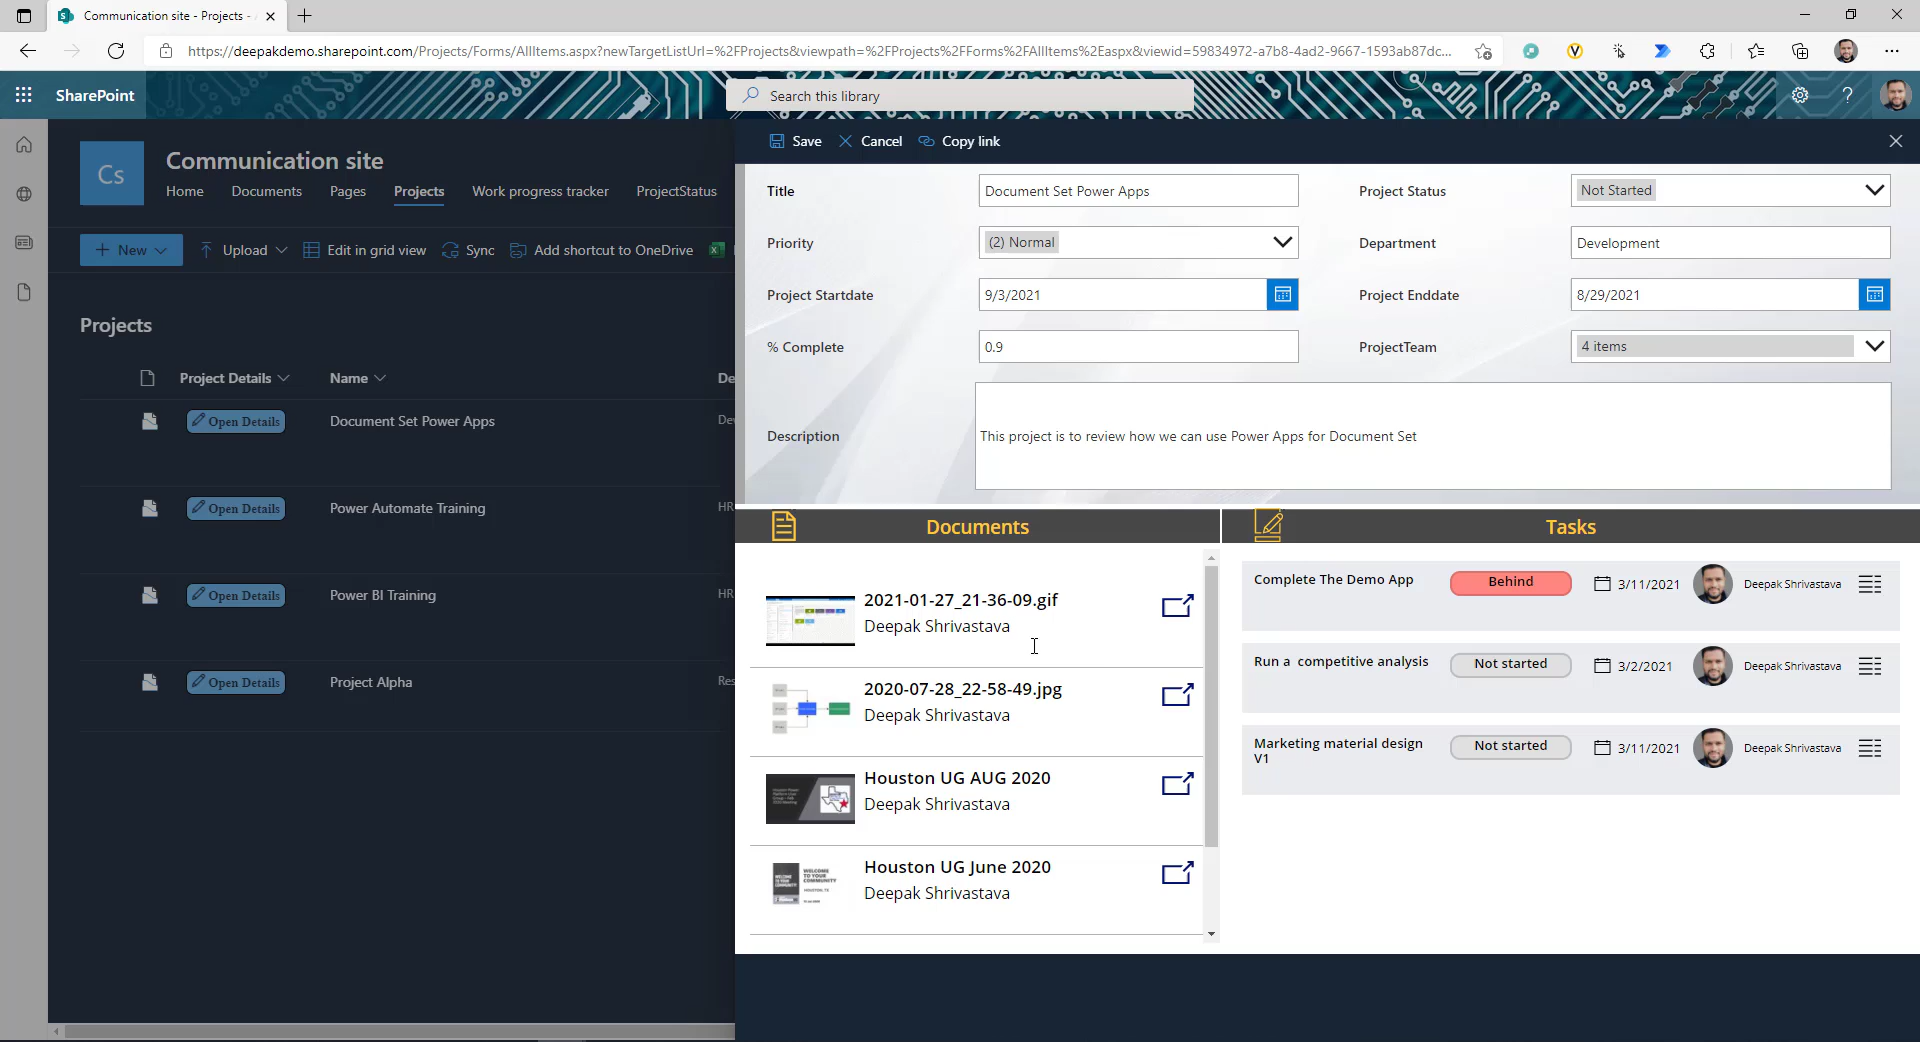 Communication site - Projects - A
https://deepakdemo.sharepoint.com/Projects/Forms/AllItems.aspx?newTargetListUrl=%2FProjects&viewpath=%2FProjects%2FForms%2FAllItems%2Easpx&viewid=59834972-a7b8-4ad2-9667-1593ab87dc...
SharePoint
Search this library
Save
Cancel
Copy link
Cs
Communication site
Home
Documents
Pages
Projects
Work progress tracker
ProjectStatus
New
Upload
Edit in grid view
Sync
Add shortcut to OneDrive
Projects
Project Details
Name
De
Open Details
Document Set Power Apps
Dev
Open Details
Power Automate Training
HR
Open Details
Power BI Training
HR
Open Details
Project Alpha
Res
Title
Document Set Power Apps
Project Status
Not Started
Priority
(2) Normal
Department
Development
Project Startdate
9/3/2021
Project Enddate
8/29/2021
% Complete
0.9
ProjectTeam
4 items
Description
This project is to review how we can use Power Apps for Document Set
Documents
2021-01-27_21-36-09.gif
Deepak Shrivastava
2020-07-28_22-58-49.jpg
Deepak Shrivastava
Houston UG AUG 2020
Deepak Shrivastava
WELCOME
TO YOUR
COMMUNITY
Houston UG June 2020
Deepak Shrivastava
Tasks
Complete The Demo App
Behind
3/11/2021
Deepak Shrivastava
Run a  competitive analysis
Not started
3/2/2021
Deepak Shrivastava
Marketing material design
V1
Not started
3/11/2021
Deepak Shrivastava